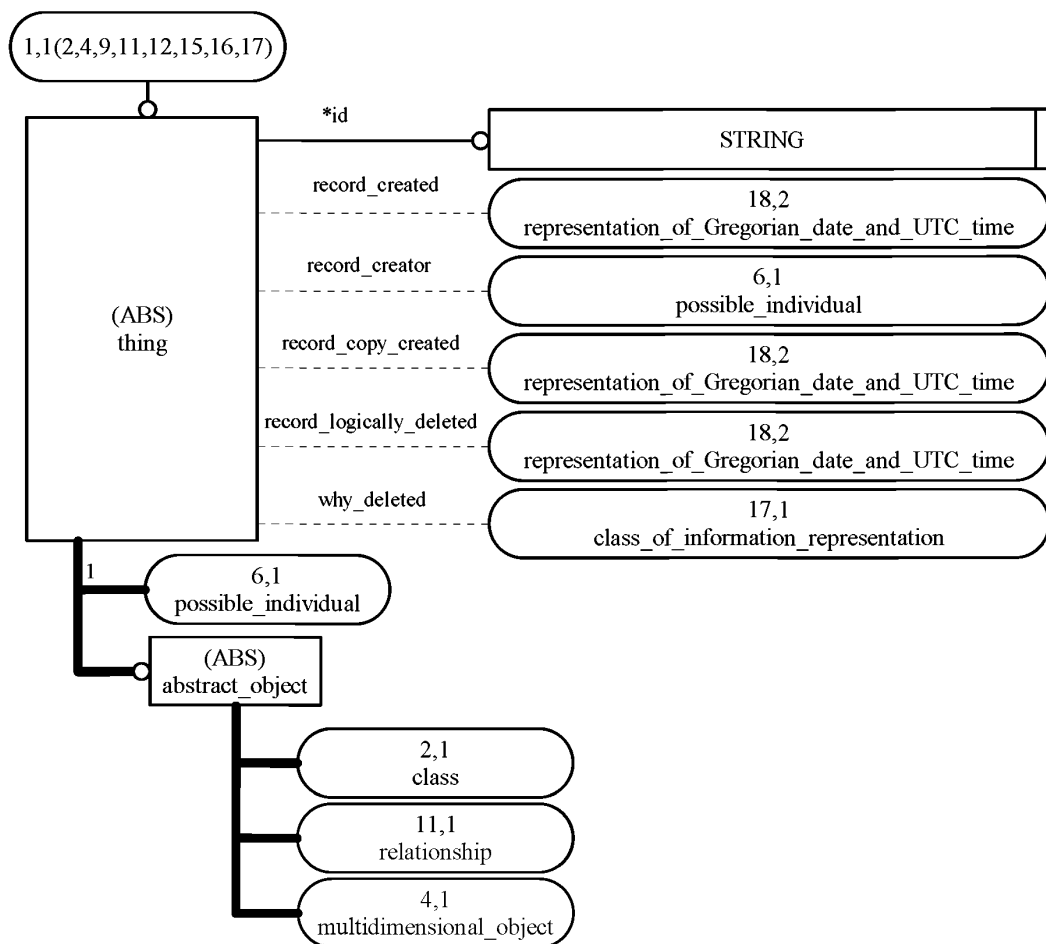 1,1(2,4,9,11,12,15,16,17)
*id
STRING
record_created
18,2
representation_of_Gregorian_date_and_UTC_time
record_creator
6,1
possible_individual
(ABS)
thing
record_copy_created
18,2
representation_of_Gregorian_date_and_UTC_time
record_logically_deleted
18,2
representation_of_Gregorian_date_and_UTC_time
why_deleted
17,1
class_of_information_representation
1
6,1
possible_individual
(ABS)
abstract_object
2,1
class
11,1
relationship
4,1
multidimensional_object